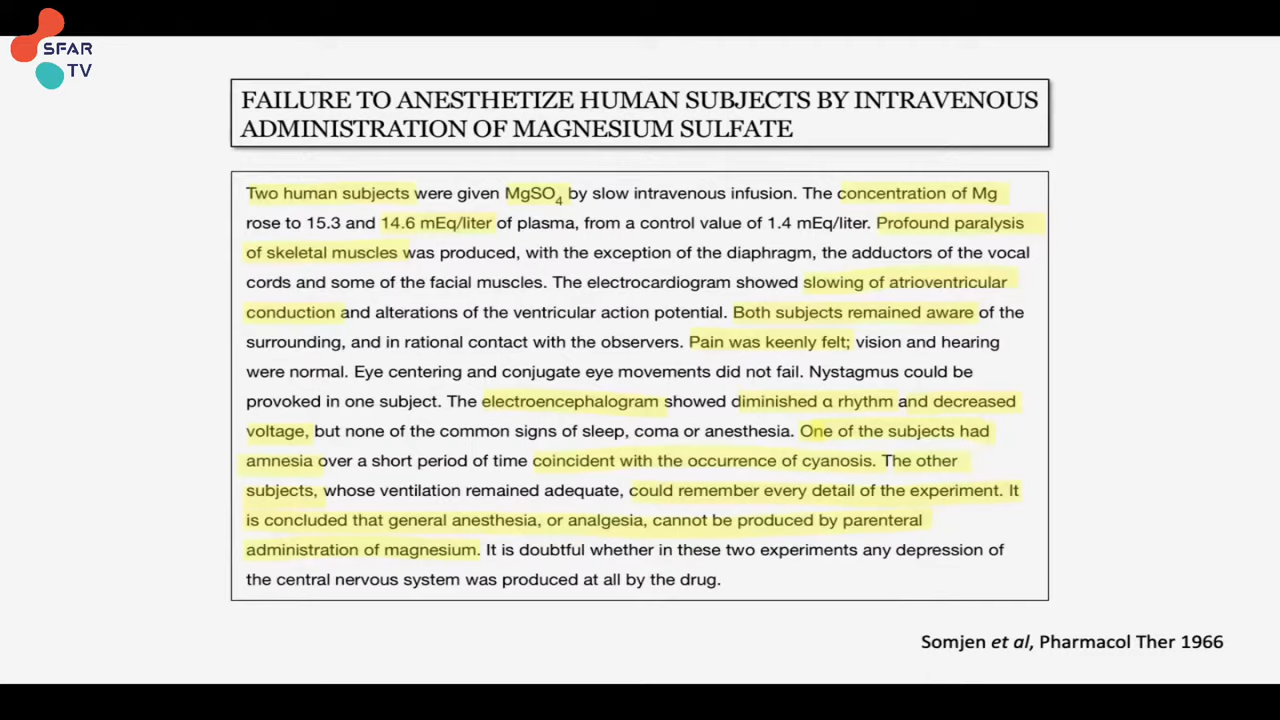 SFAR
TV
FAILURE TO ANESTHETIZE HUMAN SUBJECTS BY INTRAVENOUS
ADMINISTRATION OF MAGNESIUM SULFATE
Two human subjects were given MgSO4 by slow intravenous infusion. The concentration of Mg
rose to 15.3 and 14.6 mEq/liter of plasma, from a control value of 1.4 mEq/liter. Profound paralysis
of skeletal muscles was produced, with the exception of the diaphragm, the adductors of the vocal
cords and some of the facial muscles. The electrocardiogram showed slowing of atrioventricular
conduction and alterations of the ventricular action potential. Both subjects remained aware of the
surrounding, and in rational contact with the observers. Pain was keenly felt; vision and hearing
were normal. Eye centering and conjugate eye movements did not fail. Nystagmus could be
provoked in one subject. The electroencephalogram showed diminished α rhythm and decreased
voltage, but none of the common signs of sleep, coma or anesthesia. One of the subjects had
amnesia over a short period of time coincident with the occurrence of cyanosis. The other
subjects, whose ventilation remained adequate, could remember every detail of the experiment. It
is concluded that general anesthesia, or analgesia, cannot be produced by parenteral
administration of magnesium. It is doubtful whether in these two experiments any depression of
the central nervous system was produced at all by the drug.
Somjen et al, Pharmacol Ther 1966